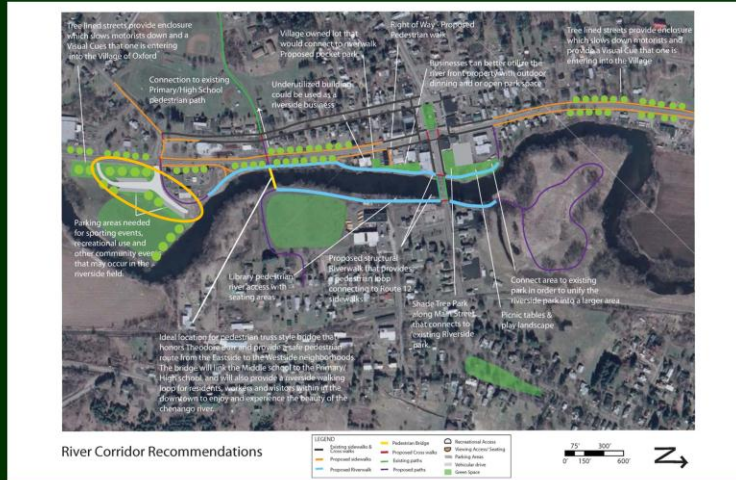 Tree lined streets provide enclosure
which slows motorists down and a
Visual Cues that one is entering
into the Village of Oxford
Connection to existing
Primary/High School
pedestrian path
Village owned lot that
would connect to riverwalk
Proposed pocket park
Underutilized building
could be used as a
riverside business
Right of Way - Proposed
Pedestrian walk
Businesses can better utilize the
river front property with outdoor
dinning and or open park space
Tree lined streets provide enclosure
which slows down motorists and
provide a Visual Cue that one is
entering into the Village
Parking areas needed
for sporting events,
recreational use and
other community events
that may occur in the
riverside field.
Library pedestrian
river access with
seating areas
Proposed structural
Riverwalk that provides
a pedestrian loop
connecting to Route 12
sidewalks
Shade Tree Park
along Main Street
that connects to
existing Riverside
Park
Picnic tables &
play landscape
Connect area to existing
park in order to unify the
riverside park into a larger area
Ideal location for pedestrian truss style bridge that
honors Theodore Burr and provide a safe pedestrian
route from the Eastside to the Westside neighborhoods.
The bridge will link the Middle school to the Primary/
High school, and will also provide a riverside walking
loop for residents, workers and visitors within in the
downtown to enjoy and experience the beauty of the
chenango river.
River Corridor Recommendations
LEGEND
Existing sidewalks &
Cross walks
Proposed sidewalks
Proposed Riverwalk
Pedestrian Bridge
Proposed Cross walks
Existing paths
Proposed paths
Recreational Access
Viewing Access/ Seating
Parking Areas
Vehicular drive
Green Space
75' 300'
0' 150' 600'
N